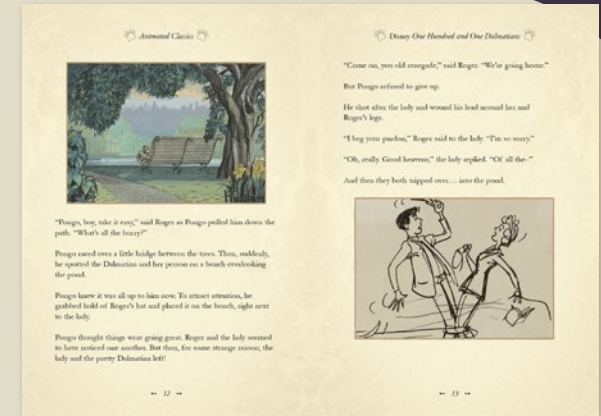 Animated Classics
"Pongo, boy, take it easy," said Roger as Pongo pulled him down the
path. "What's all the hurry?"
Pongo raced over a little bridge between the trees. Then, suddenly,
he spotted the Dalmatian and her person on a bench overlooking
the pond.
Pongo knew it was all up to him now. To attract attention, he
grabbed hold of Roger's hat and placed it on the bench, right next
to the lady.
Pongo thought things were going great. Roger and the lady seemed
to have noticed one another. But then, for some strange reason, the
lady and the pretty Dalmatian left!
12
Disney One Hundred and One Dalmatians
"Come on, you old renegade," said Roger. "We're going home."
But Pongo refused to give up.
He shot after the lady and wound his lead around her and
Roger's legs.
"I beg your pardon," Roger said to the lady. "I'm so sorry."
"Oh, really. Good heavens," the lady replied. "Of all the–"
And then they both tripped over… into the pond.
13